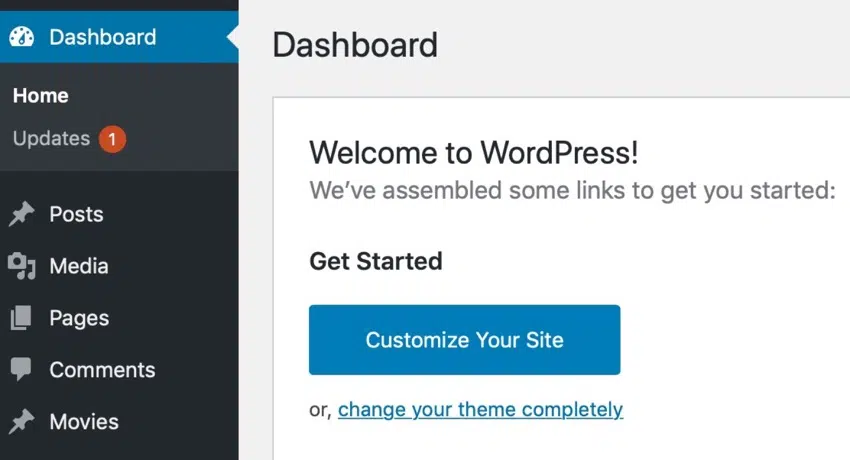 Dashboard
Home
Updates 1
Posts
Media
Pages
Comments
Movies
Dashboard
Welcome to WordPress!
We’ve assembled some links to get you started:
Get Started
Customize Your Site
or, change your theme completely